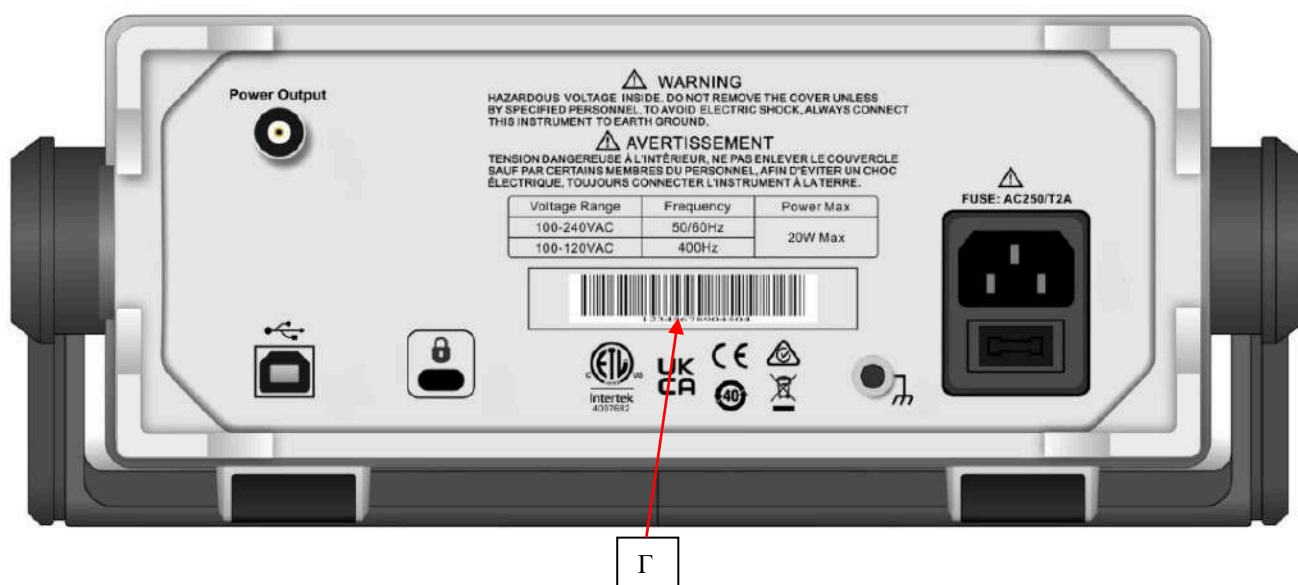 Power Output
WARNING
HAZARDOUS VOLTAGE INSIDE, DO NOT REMOVE THE COVER UNLESS
BY SPECIFIED PERSONNEL. TO AVOID ELECTRIC SHOCK, ALWAYS CONNECT
THIS INSTRUMENT TO EARTH GROUND.
AVERTISSEMENT
TENSION DANGEREUSE À L'INTÉRIEUR, NE PAS ENLEVER LE COUVERCLE
SAUF PAR CERTAINS MEMBRES DU PERSONNEL, AFIN D'ÉVITER UN CHOC
ÉLECTRIQUE, TOUJOURS CONNECTER L'INSTRUMENT À LA TERRE.
FUSE: AC250/T2A
Voltage Range Frequency Power Max
100-240VAC 50/60Hz 20W Max
100-120VAC 400Hz
C ETL US
Intertek
4007682
UK
CA
CE
40
Г